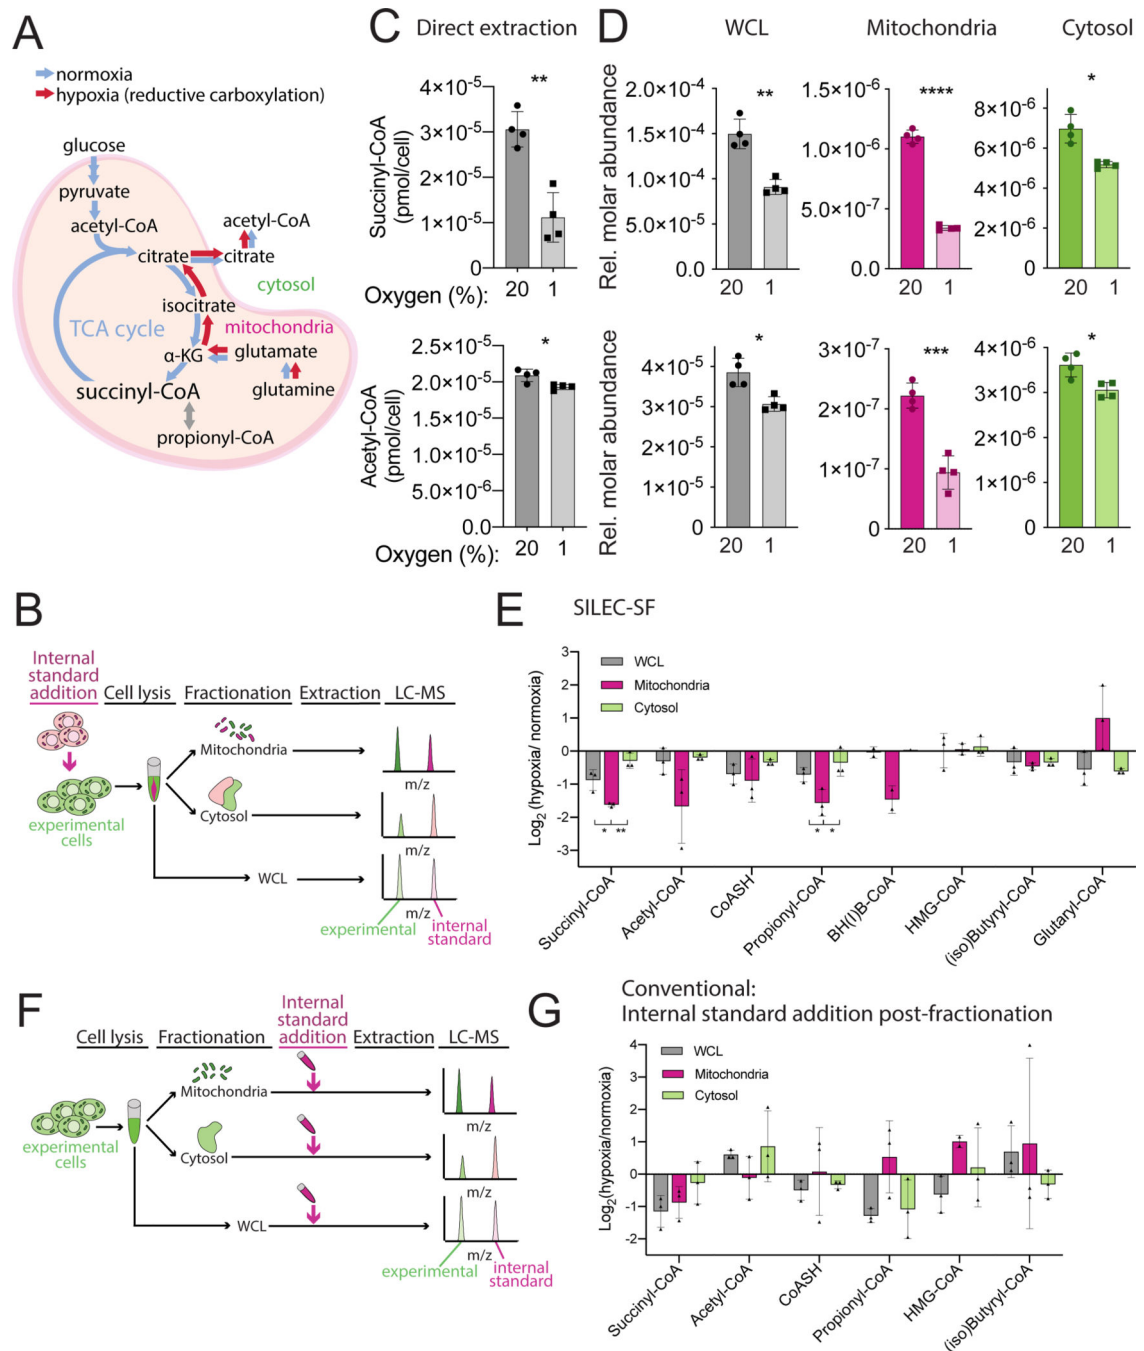 A
normoxia
hypoxia (reductive carboxylation)
glucose
pyruvate
acetyl-CoA
acetyl-CoA
citrate
citrate
cytosol
isocitrate
TCA cycle
mitochondria
α-KG
glutamate
succinyl-CoA
glutamine
propionyl-CoA
C Direct extraction
Succinyl-CoA
(pmol/cell)
4×10⁻⁵
3×10⁻⁵
2×10⁻⁵
1×10⁻⁵
0.0
**
Oxygen (%): 20 1
Acetyl-CoA
(pmol/cell)
2.5×10⁻⁵
2.0×10⁻⁵
1.5×10⁻⁵
1.0×10⁻⁵
5.0×10⁻⁶
0.0
*
Oxygen (%): 20 1
D WCL Mitochondria Cytosol
Rel. molar abundance
2.0×10⁻⁴
1.5×10⁻⁴
1.0×10⁻⁴
5.0×10⁻⁵
0.0
**
20 1
1.5×10⁻⁶
1.0×10⁻⁶
5.0×10⁻⁷
0.0
****
20 1
8×10⁻⁶
6×10⁻⁶
4×10⁻⁶
2×10⁻⁶
0
*
20 1
Rel. molar abundance
4×10⁻⁵
3×10⁻⁵
2×10⁻⁵
1×10⁻⁵
0
*
20 1
3×10⁻⁷
2×10⁻⁷
1×10⁻⁷
0
***
20 1
4×10⁻⁶
3×10⁻⁶
2×10⁻⁶
1×10⁻⁶
0
*
20 1
B
Internal
standard
addition
Cell lysis Fractionation Extraction LC-MS
Mitochondria
m/z
experimental
cells
Cytosol
m/z
WCL
m/z
experimental
internal
standard
E SILEC-SF
WCL
Mitochondria
Cytosol
Log₂ (hypoxia/ normoxia)
3
2
1
0
-1
-2
-3
* **
* *
Succinyl-CoA
Acetyl-CoA
CoASH
Propionyl-CoA
BH(I)B-CoA
HMG-CoA
(iso)Butyryl-CoA
Glutaryl-CoA
F
Cell lysis Fractionation
Internal
standard
addition
Extraction LC-MS
Mitochondria
m/z
experimental
cells
Cytosol
m/z
WCL
m/z
experimental
internal
standard
G
Conventional:
Internal standard addition post-fractionation
WCL
Mitochondria
Cytosol
Log₂(hypoxia/normoxia)
4
3
2
1
0
-1
-2
Succinyl-CoA
Acetyl-CoA
CoASH
Propionyl-CoA
HMG-CoA
(iso)Butyryl-CoA